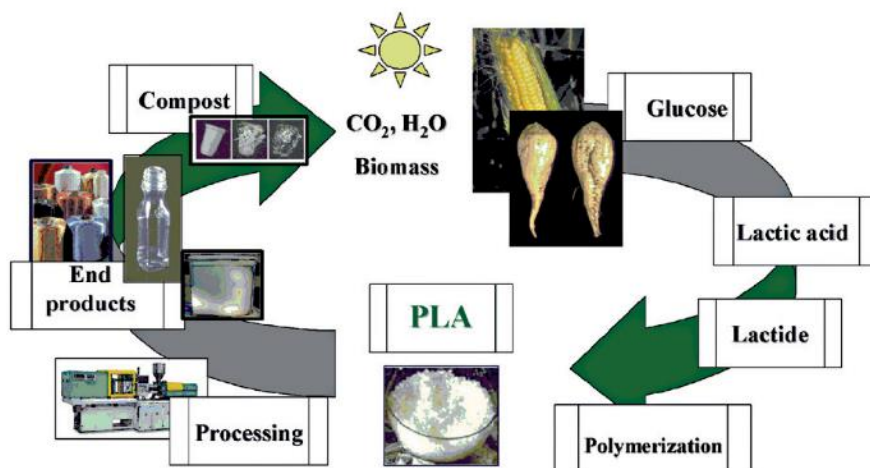 Compost
CO₂, H₂O
Biomass
Glucose
Lactic acid
Lactide
Polymerization
PLA
Processing
End
products